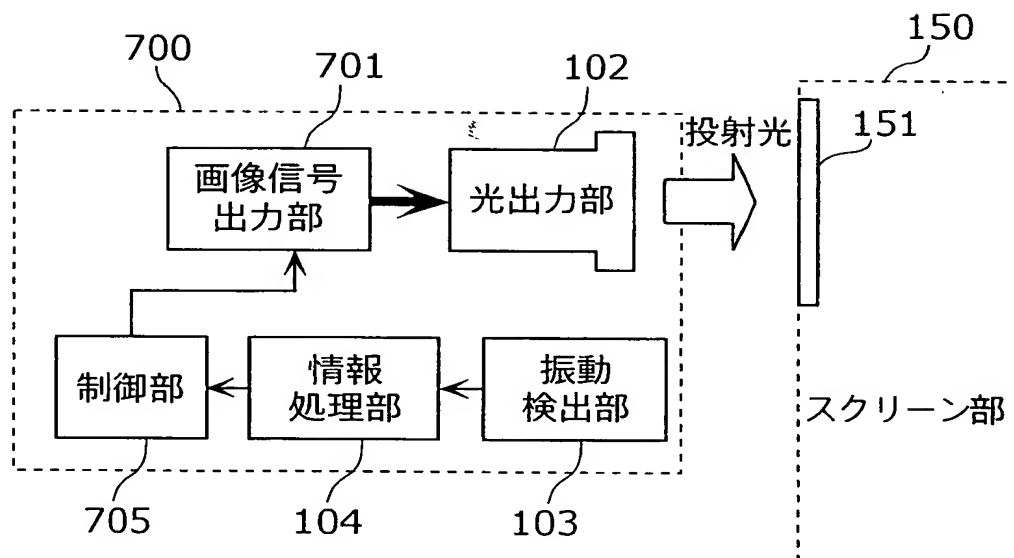 700
701
102
150
投射光
151
画像信号
出力部
光出力部
制御部
情報
処理部
振動
検出部
スクリーン部
705
104
103